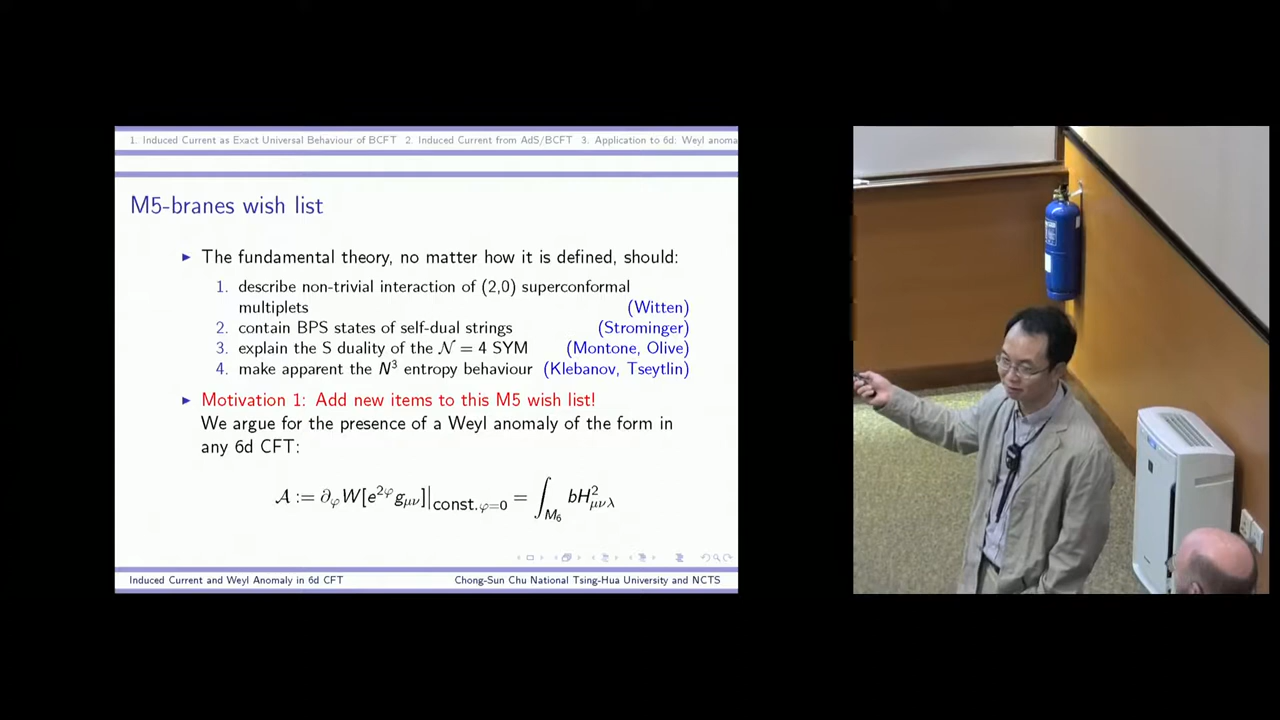 1. Induced Current as Exact Universal Behaviour of BCFT 2. Induced Current from AdS/BCFT 3. Application to 6d: Weyl anoma
M5-branes wish list
▶ The fundamental theory, no matter how it is defined, should:
1. describe non-trivial interaction of (2,0) superconformal
multiplets (Witten)
2. contain BPS states of self-dual strings (Strominger)
3. explain the S duality of the 𝒩 = 4 SYM (Montone, Olive)
4. make apparent the N³ entropy behaviour (Klebanov, Tseytlin)
▶ Motivation 1: Add new items to this M5 wish list!
We argue for the presence of a Weyl anomaly of the form in
any 6d CFT:
𝒜 := ∂_φ W[e^{2φ} g_{μν}]|_{const.φ=0} = ∫_{M_6} bH²_{μνλ}
Induced Current and Weyl Anomaly in 6d CFT Chong-Sun Chu National Tsing-Hua University and NCTS